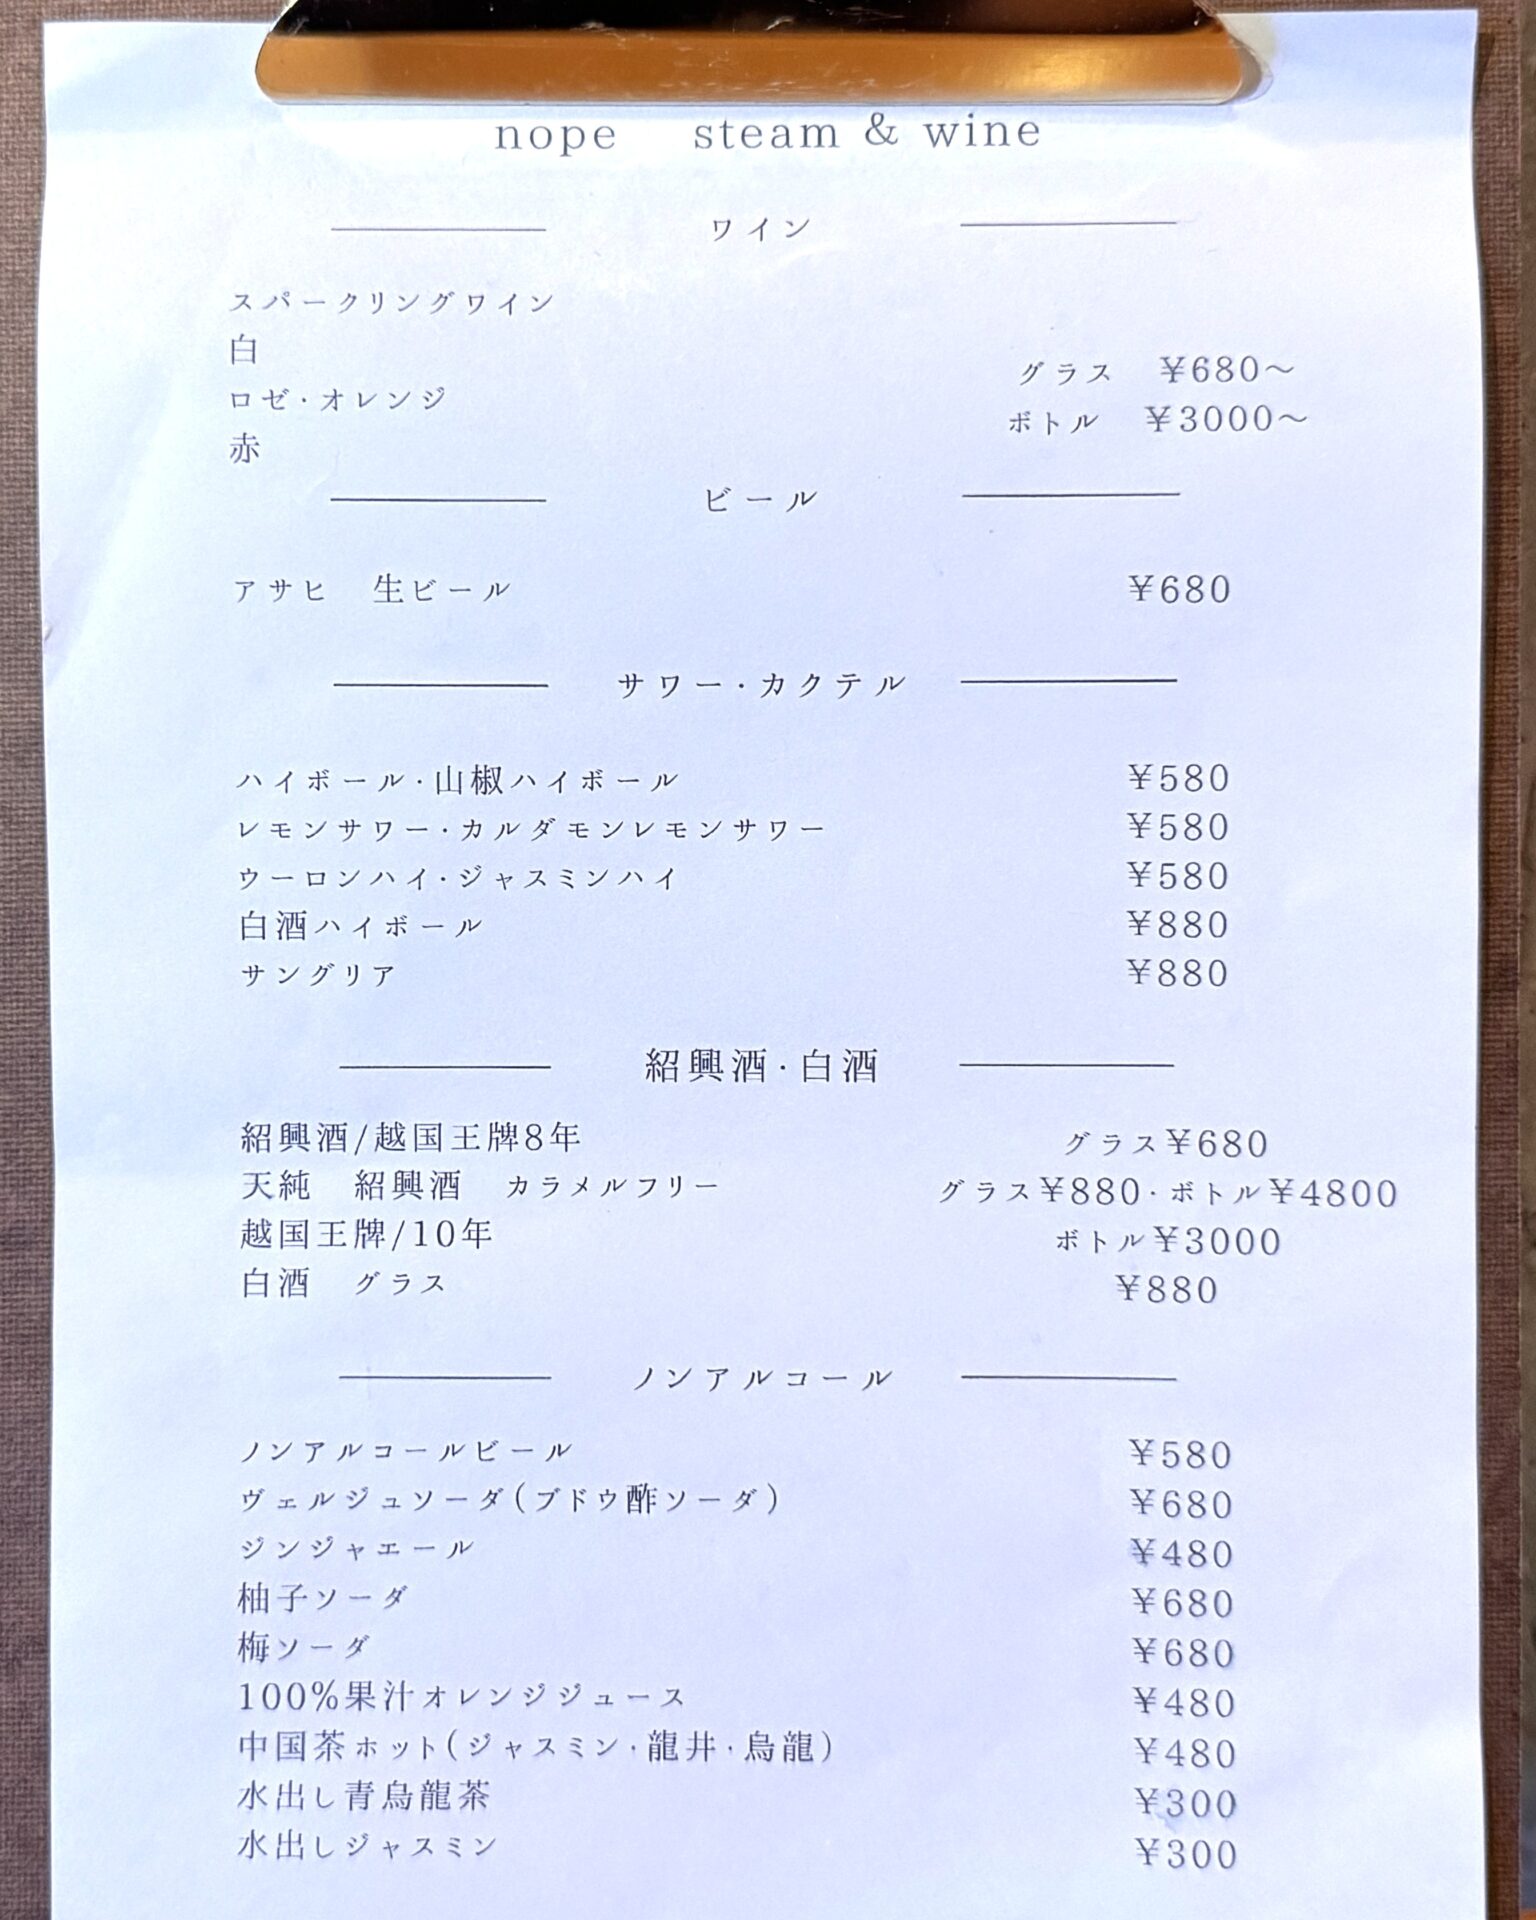 nope steam & wine
ワイン
スパークリングワイン
白
グラス ¥680〜
ロゼ・オレンジ
ボトル ¥3000〜
赤
ビール
アサヒ 生ビール ¥680
サワー・カクテル
ハイボール・山椒ハイボール ¥580
レモンサワー・カルダモンレモンサワー ¥580
ウーロンハイ・ジャスミンハイ ¥580
白酒ハイボール ¥880
サングリア ¥880
紹興酒・白酒
紹興酒/越国王牌8年 グラス¥680
天純 紹興酒 カラメルフリー グラス¥880・ボトル¥4800
越国王牌/10年 ボトル¥3000
白酒 グラス ¥880
ノンアルコール
ノンアルコールビール ¥580
ヴェルジュソーダ(ブドウ酢ソーダ) ¥680
ジンジャエール ¥480
柚子ソーダ ¥680
梅ソーダ ¥680
100%果汁オレンジジュース ¥480
中国茶ホット(ジャスミン・龍井・烏龍) ¥480
水出し青烏龍茶 ¥300
水出しジャスミン ¥300